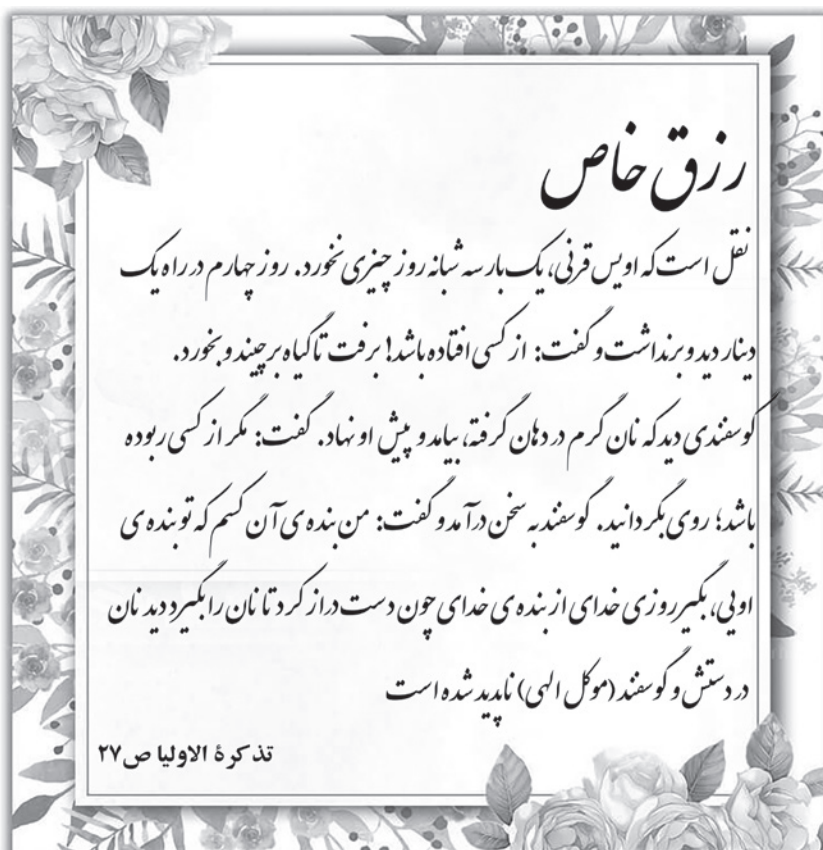 رزق خاص
نقل است که اویس قرنی، یک بار سه شبانه روز چیزی نخورد. روز چهارم در راه یک
دینار دید و برنداشت و گفت: از کسی افتاده باشد! برفت تا گیاه برچیند و بخورد.
گوسفندی دید که نان گرم در دهان گرفته، بیامد و پیش او نهاد. گفت: مگر از کسی ربوده
باشد؛ روی بگردانید. گوسفند به سخن درآمد و گفت: من بنده ی آن کسم که تو بنده ی
اویی، بگیر روزی خدای از بنده ی خدای چون دست دراز کرد تا نان را بگیرد دید نان
در دستش و گوسفند (موکل الهی) ناپدید شده است
تذکرة الاولیا ص۲۷